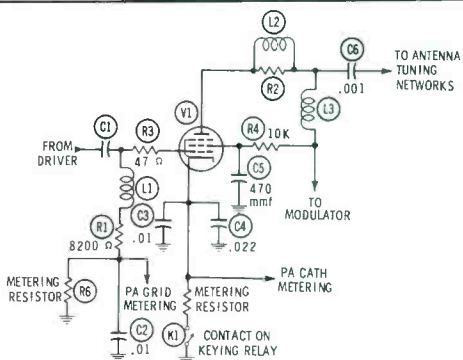 L2
C6
TO ANTENNA
TUNING
NETWORKS
R2
.001
V1
L3
C1
R3
R4 10K
FROM
DRIVER
47 Ω
C5
470
mmf
L1
C3
.01
C4
.022
TO
MODULATOR
R1
8200 Ω
METERING
RESISTOR
R6
PA GRID
METERING
METERING
RESISTOR
PA CATH
METERING
C2
.01
K1
CONTACT ON
KEYING RELAY